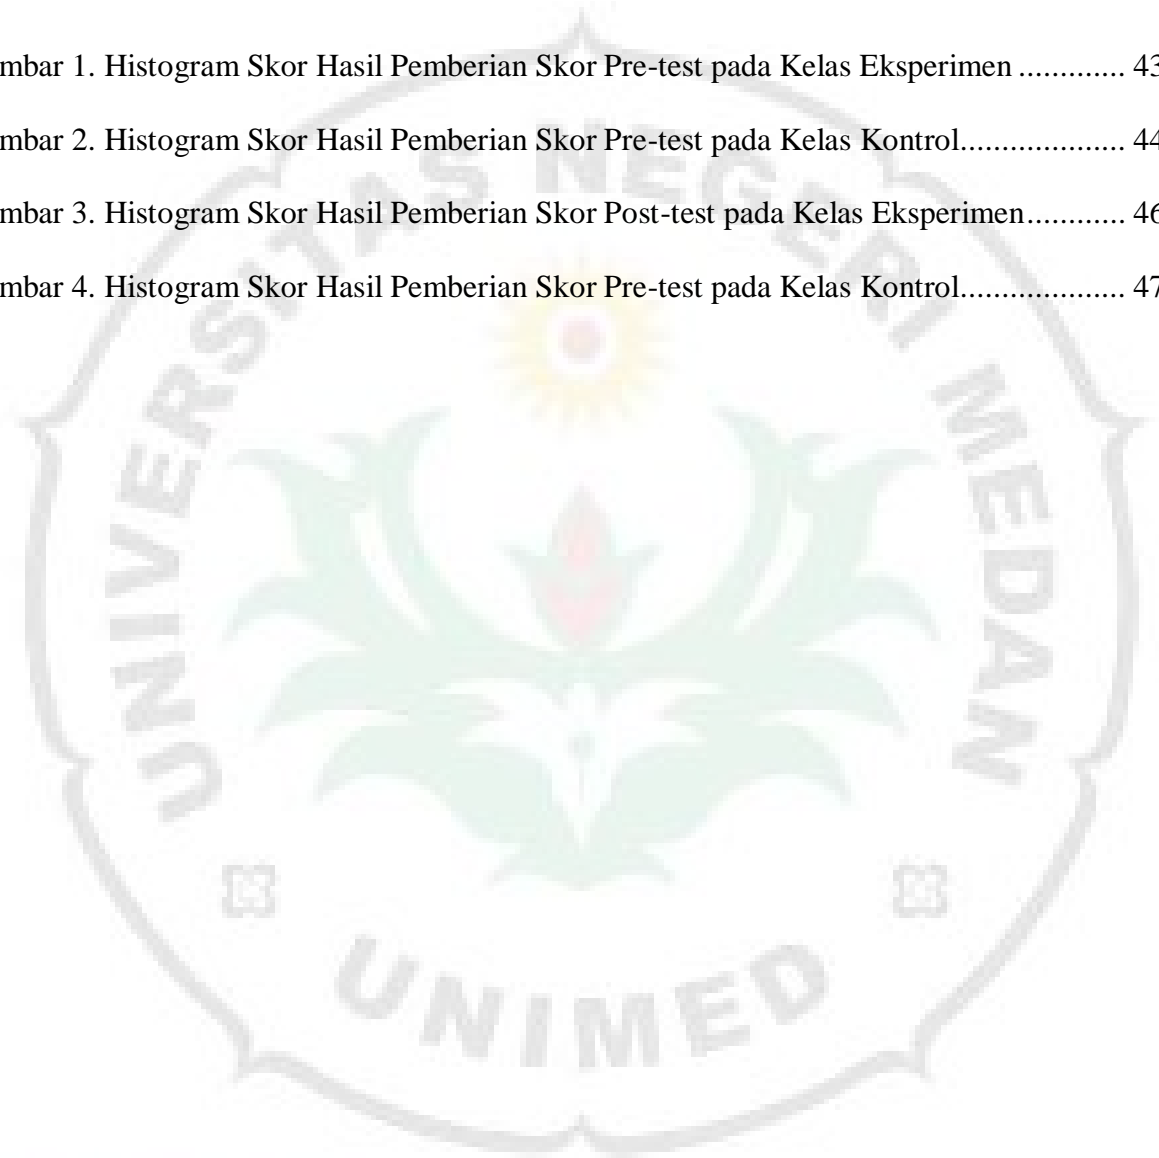 mbar 1. Histogram Skor Hasil Pemberian Skor Pre-test pada Kelas Eksperimen ............. 43
mbar 2. Histogram Skor Hasil Pemberian Skor Pre-test pada Kelas Kontrol.................... 44
mbar 3. Histogram Skor Hasil Pemberian Skor Post-test pada Kelas Eksperimen............ 46
mbar 4. Histogram Skor Hasil Pemberian Skor Pre-test pada Kelas Kontrol.................... 47
UNIVERSITAS NEGERI MEDAN
UNIMED